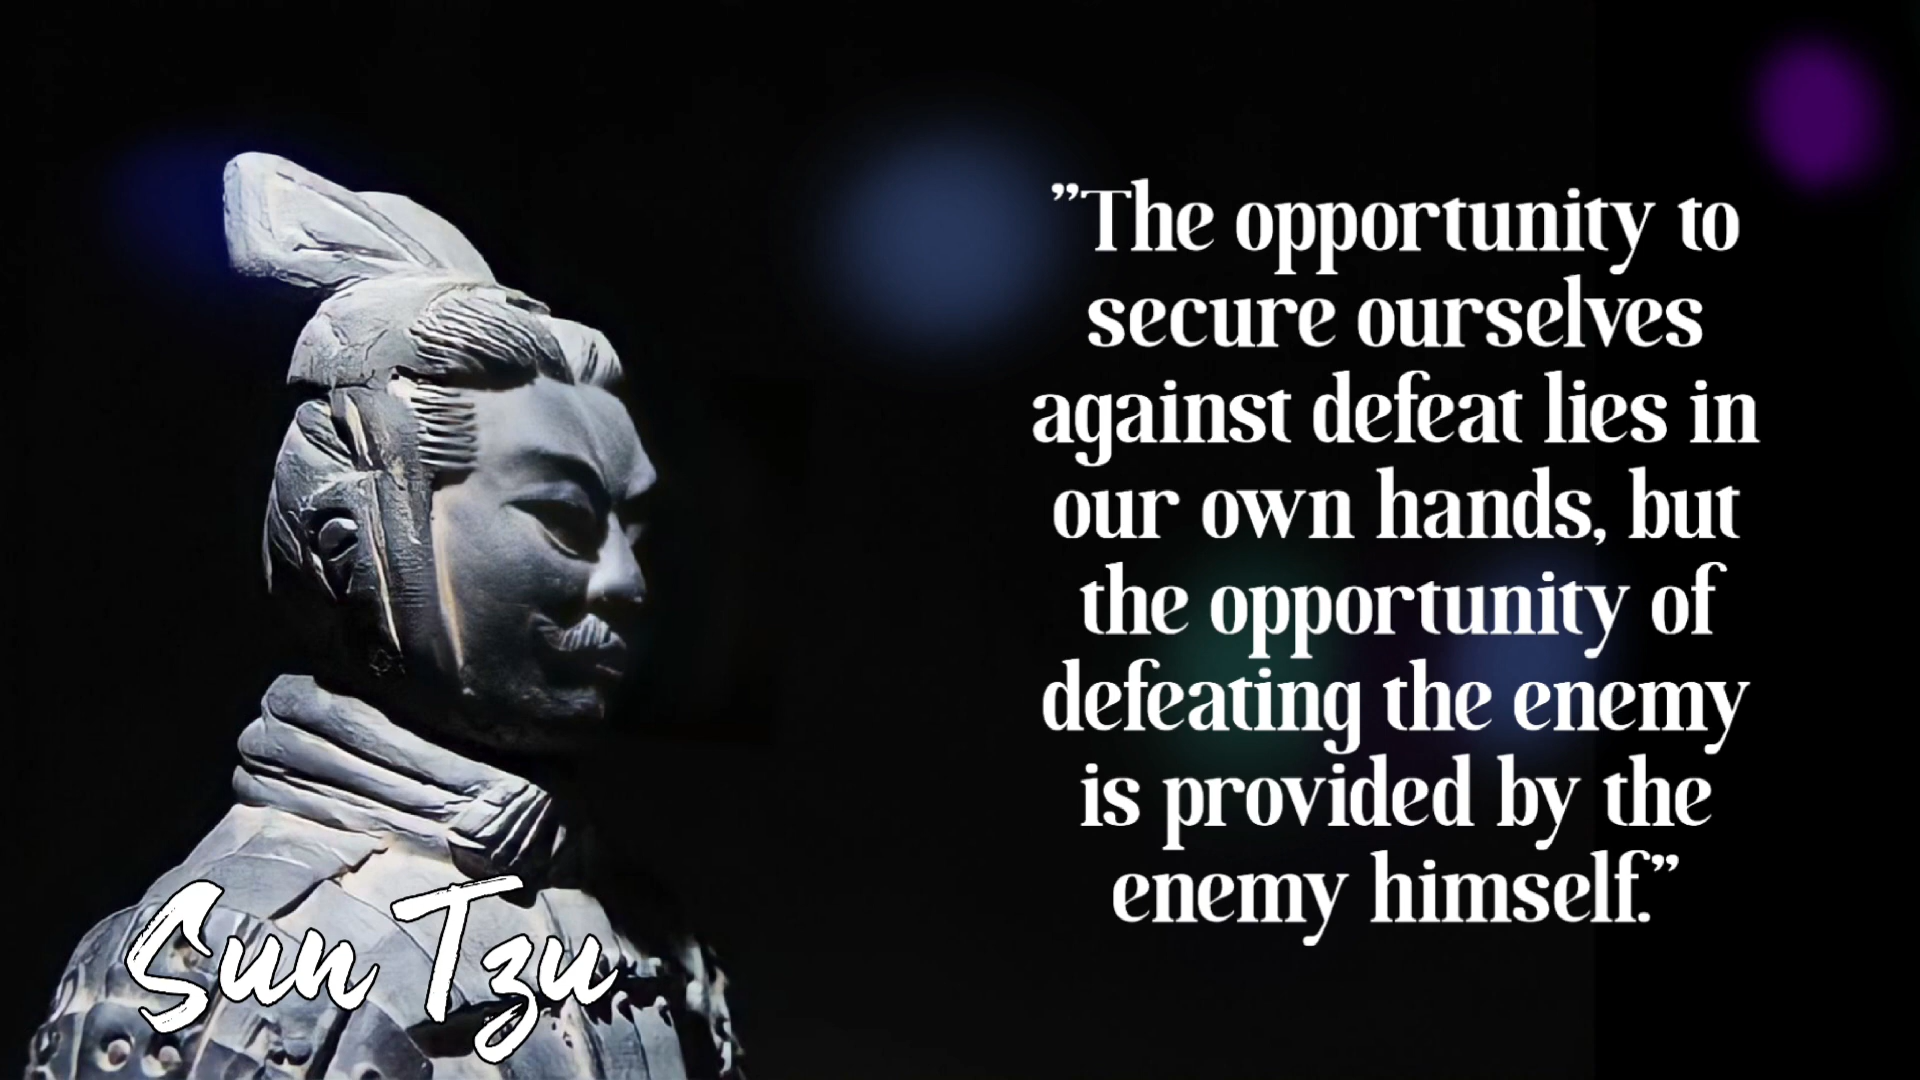 ”The opportunity to
secure ourselves
against defeat lies in
our own hands, but
the opportunity of
defeating the enemy
is provided by the
enemy himself.”
Sun Tzu